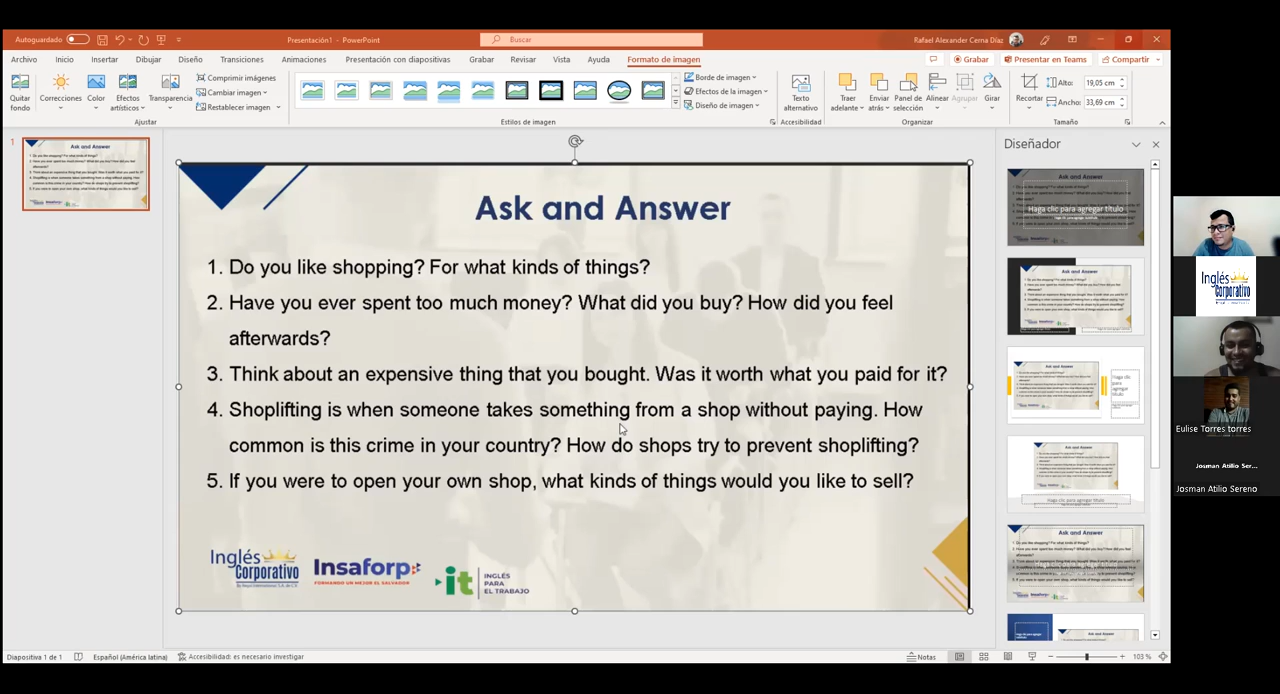 Autoguardado
Presentación1 - PowerPoint
Buscar
Rafael Alexander Cerna Díaz
Archivo Inicio Insertar Dibujar Diseño Transiciones Animaciones Presentación con diapositivas Grabar Revisar Vista Ayuda Formato de imagen
Grabar Presentar en Teams Compartir
Quitar fondo
Correcciones
Color
Efectos artísticos
Transparencia
Comprimir imágenes
Cambiar imagen
Restablecer imagen
Ajustar
Estilos de imagen
Borde de imagen
Efectos de la imagen
Diseño de imagen
Texto alternativo
Accesibilidad
Traer adelante
Enviar atrás
Panel de selección
Alinear
Agrupar
Girar
Organizar
Recortar
Alto: 19,05 cm
Ancho: 33,69 cm
Tamaño
1
Diseñador
Ask and Answer
1. Do you like shopping? For what kinds of things?
2. Have you ever spent too much money? What did you buy? How did you feel
afterwards?
3. Think about an expensive thing that you bought. Was it worth what you paid for it?
4. Shoplifting is when someone takes something from a shop without paying. How
common is this crime in your country? How do shops try to prevent shoplifting?
5. If you were to open your own shop, what kinds of things would you like to sell?
Inglés Corporativo
Insaforp
FORMANDO UN MEJOR EL SALVADOR
it
INGLÉS
PARA
EL TRABAJO
Haga clic para agregar título
Inglés
Corporativo
Eulise Torres torres
Josman Atilio Ser...
Josman Atilio Sereno
Diapositiva 1 de 1
Español (América latina)
Accesibilidad: es necesario investigar
Notas
103 %